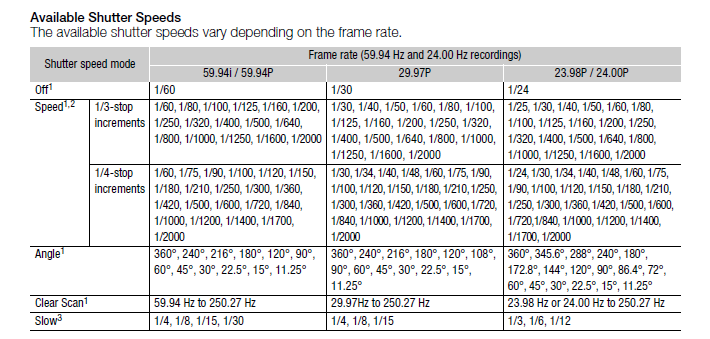 Available Shutter Speeds
The available shutter speeds vary depending on the frame rate.
Shutter speed mode
Frame rate (59.94 Hz and 24.00 Hz recordings)
59.94i / 59.94P
29.97P
23.98P / 24.00P
Off1
1/60
1/30
1/24
Speed1,2
1/3-stop
increments
1/60, 1/80, 1/100, 1/125, 1/160, 1/200,
1/250, 1/320, 1/400, 1/500, 1/640,
1/800, 1/1000, 1/1250, 1/1600, 1/2000
1/30, 1/40, 1/50, 1/60, 1/80, 1/100,
1/125, 1/160, 1/200, 1/250, 1/320,
1/400, 1/500, 1/640, 1/800, 1/1000,
1/1250, 1/1600, 1/2000
1/25, 1/30, 1/40, 1/50, 1/60, 1/80,
1/100, 1/125, 1/160, 1/200, 1/250,
1/320, 1/400, 1/500, 1/640, 1/800,
1/1000, 1/1250, 1/1600, 1/2000
1/4-stop
increments
1/60, 1/75, 1/90, 1/100, 1/120, 1/150,
1/180, 1/210, 1/250, 1/300, 1/360,
1/420, 1/500, 1/600, 1/720, 1/840,
1/1000, 1/1200, 1/1400, 1/1700,
1/2000
1/30, 1/34, 1/40, 1/48, 1/60, 1/75, 1/90,
1/100, 1/120, 1/150, 1/180, 1/210, 1/250,
1/300, 1/360, 1/420, 1/500, 1/600, 1/720,
1/840, 1/1000, 1/1200, 1/1400, 1/1700,
1/2000
1/24, 1/30, 1/34, 1/40, 1/48, 1/60, 1/75,
1/90, 1/100, 1/120, 1/150, 1/180, 1/210,
1/250, 1/300, 1/360, 1/420, 1/500, 1/600,
1/720, 1/840, 1/1000, 1/1200, 1/1400,
1/1700, 1/2000
Angle1
360°, 240°, 216°, 180°, 120°, 90°,
60°, 45°, 30°, 22.5°, 15°, 11.25°
360°, 240°, 216°, 180°, 120°, 108°,
90°, 60°, 45°, 30°, 22.5°, 15°,
11.25°
360°, 345.6°, 288°, 240°, 180°,
172.8°, 144°, 120°, 90°, 86.4°, 72°,
60°, 45°, 30°, 22.5°, 15°, 11.25°
Clear Scan1
59.94 Hz to 250.27 Hz
29.97Hz to 250.27 Hz
23.98 Hz or 24.00 Hz to 250.27 Hz
Slow3
1/4, 1/8, 1/15, 1/30
1/4, 1/8, 1/15
1/3, 1/6, 1/12